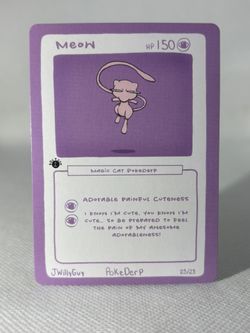 Meow HP 150
Magic Cat PokeDerp
Adorable Painful Cuteness
I know I'm cute, you know I'm
cute, so be prepared to feel
the pain of my awesome
adorableness!
JWillyGuy PokeDerp 23/23